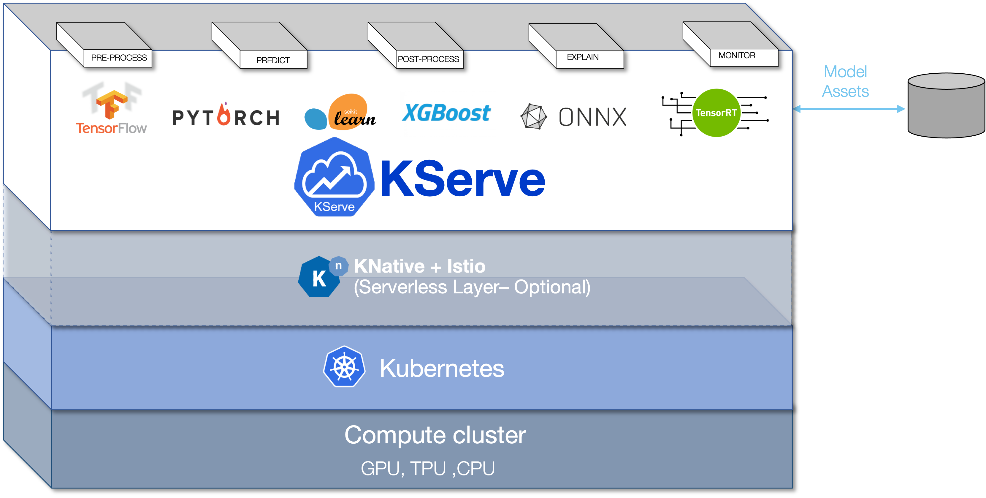 PRE-PROCESS
PREDICT
POST-PROCESS
EXPLAIN
MONITOR
Model
Assets
TensorFlow
PYTORCH
learn
XGBoost
ONNX
TensorRT
KServe
KServe
n
K
KNative + Istio
(Serverless Layer– Optional)
Kubernetes
Compute cluster
GPU, TPU ,CPU